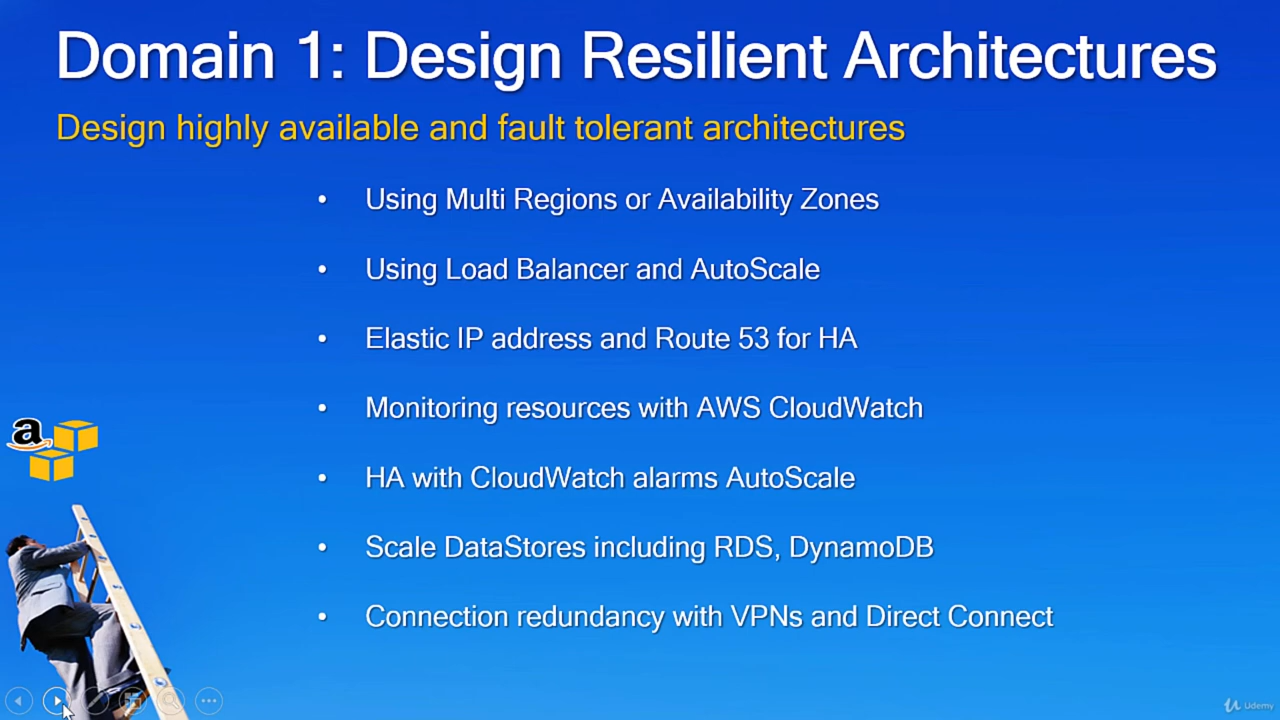 Domain 1: Design Resilient Architectures
Design highly available and fault tolerant architectures
• Using Multi Regions or Availability Zones
• Using Load Balancer and AutoScale
• Elastic IP address and Route 53 for HA
• Monitoring resources with AWS CloudWatch
• HA with CloudWatch alarms AutoScale
• Scale DataStores including RDS, DynamoDB
• Connection redundancy with VPNs and Direct Connect
a
Udemy